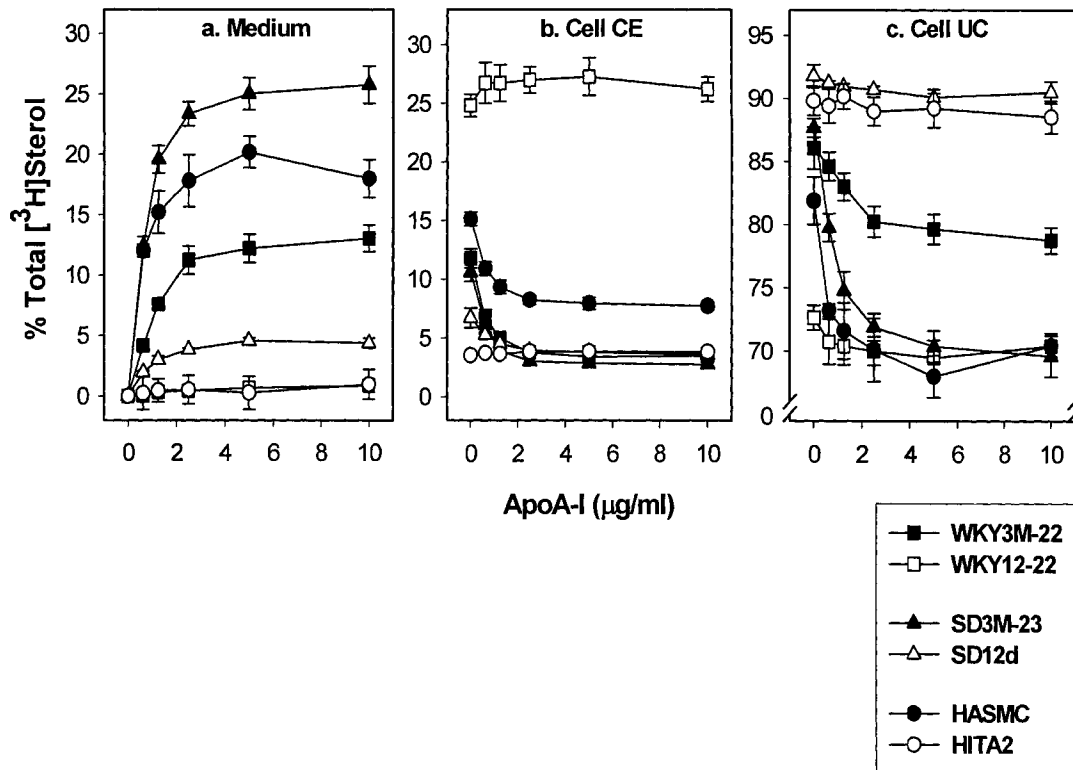 a. Medium
b. Cell CE
c. Cell UC
% Total [³H]Sterol
30
25
20
15
10
5
0
30
25
20
15
10
5
0
95
90
85
80
75
70
0
0 2 4 6 8 10
0 2 4 6 8 10
0 2 4 6 8 10
ApoA-I (µg/ml)
WKY3M-22
WKY12-22
SD3M-23
SD12d
HASMC
HITA2